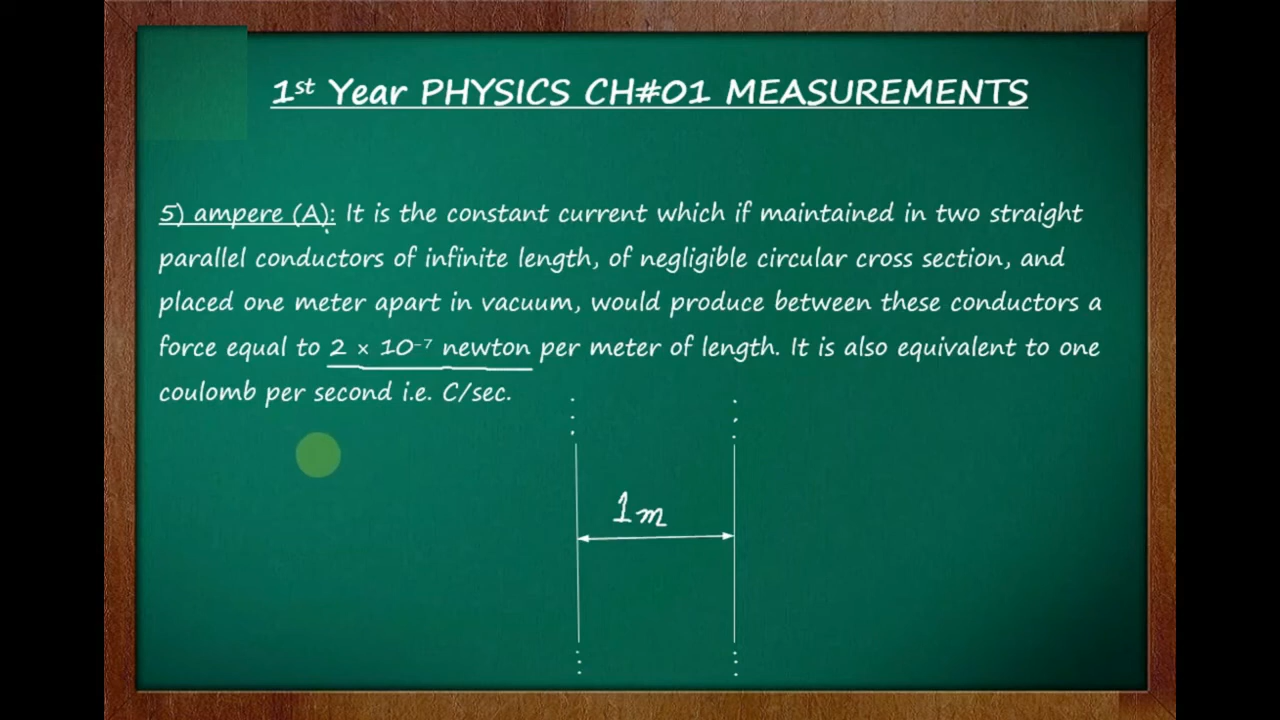 1st Year PHYSICS CH#01 MEASUREMENTS
5) ampere (A): It is the constant current which if maintained in two straight
parallel conductors of infinite length, of negligible circular cross section, and
placed one meter apart in vacuum, would produce between these conductors a
force equal to 2 × 10⁻⁷ newton per meter of length. It is also equivalent to one
coulomb per second i.e. C/sec.
1m